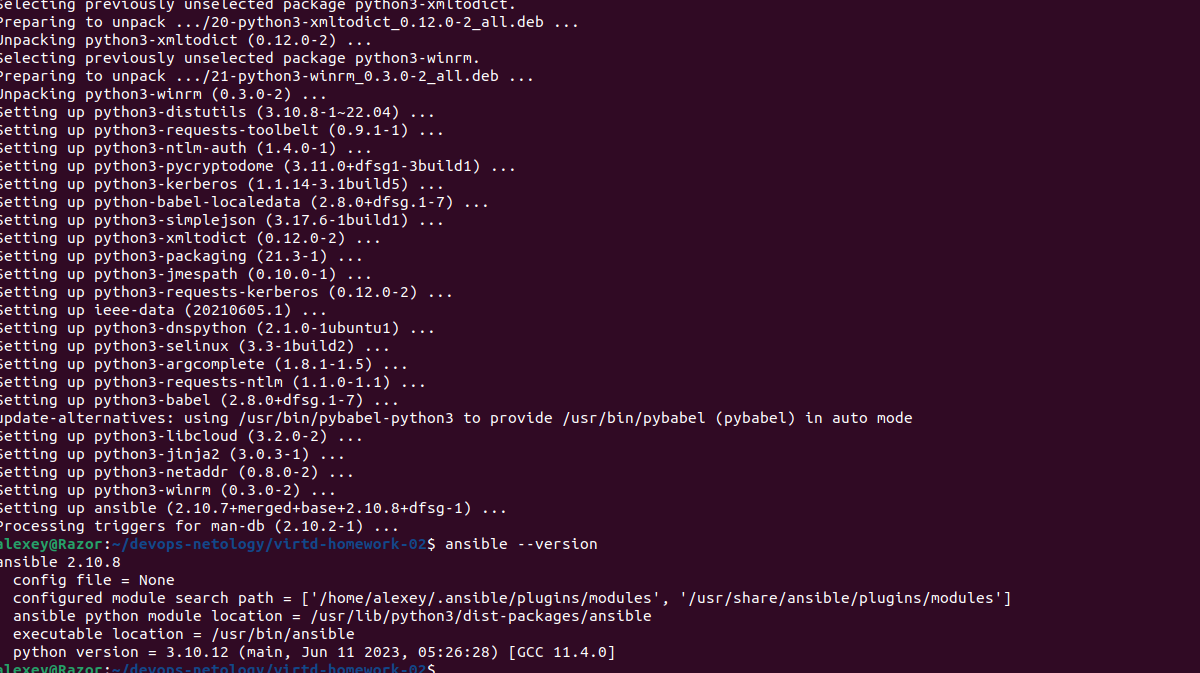 Selecting previously unselected package python3-xmltodict.
Preparing to unpack .../20-python3-xmltodict_0.12.0-2_all.deb ...
Unpacking python3-xmltodict (0.12.0-2) ...
Selecting previously unselected package python3-winrm.
Preparing to unpack .../21-python3-winrm_0.3.0-2_all.deb ...
Unpacking python3-winrm (0.3.0-2) ...
Setting up python3-distutils (3.10.8-1~22.04) ...
Setting up python3-requests-toolbelt (0.9.1-1) ...
Setting up python3-ntlm-auth (1.4.0-1) ...
Setting up python3-pycryptodome (3.11.0+dfsg1-3build1) ...
Setting up python3-kerberos (1.1.14-3.1build5) ...
Setting up python-babel-localedata (2.8.0+dfsg.1-7) ...
Setting up python3-simplejson (3.17.6-1build1) ...
Setting up python3-xmltodict (0.12.0-2) ...
Setting up python3-packaging (21.3-1) ...
Setting up python3-jmespath (0.10.0-1) ...
Setting up python3-requests-kerberos (0.12.0-2) ...
Setting up ieee-data (20210605.1) ...
Setting up python3-dnspython (2.1.0-1ubuntu1) ...
Setting up python3-selinux (3.3-1build2) ...
Setting up python3-argcomplete (1.8.1-1.5) ...
Setting up python3-requests-ntlm (1.1.0-1.1) ...
Setting up python3-babel (2.8.0+dfsg.1-7) ...
update-alternatives: using /usr/bin/pybabel-python3 to provide /usr/bin/pybabel (pybabel) in auto mode
Setting up python3-libcloud (3.2.0-2) ...
Setting up python3-jinja2 (3.0.3-1) ...
Setting up python3-netaddr (0.8.0-2) ...
Setting up python3-winrm (0.3.0-2) ...
Setting up ansible (2.10.7+merged+base+2.10.8+dfsg-1) ...
Processing triggers for man-db (2.10.2-1) ...
alexey@Razor:~/devops-netology/virtd-homework-02$ ansible --version
ansible 2.10.8
  config file = None
  configured module search path = ['/home/alexey/.ansible/plugins/modules', '/usr/share/ansible/plugins/modules']
  ansible python module location = /usr/lib/python3/dist-packages/ansible
  executable location = /usr/bin/ansible
  python version = 3.10.12 (main, Jun 11 2023, 05:26:28) [GCC 11.4.0]
alexey@Razor:~/devops-netology/virtd-homework-02$